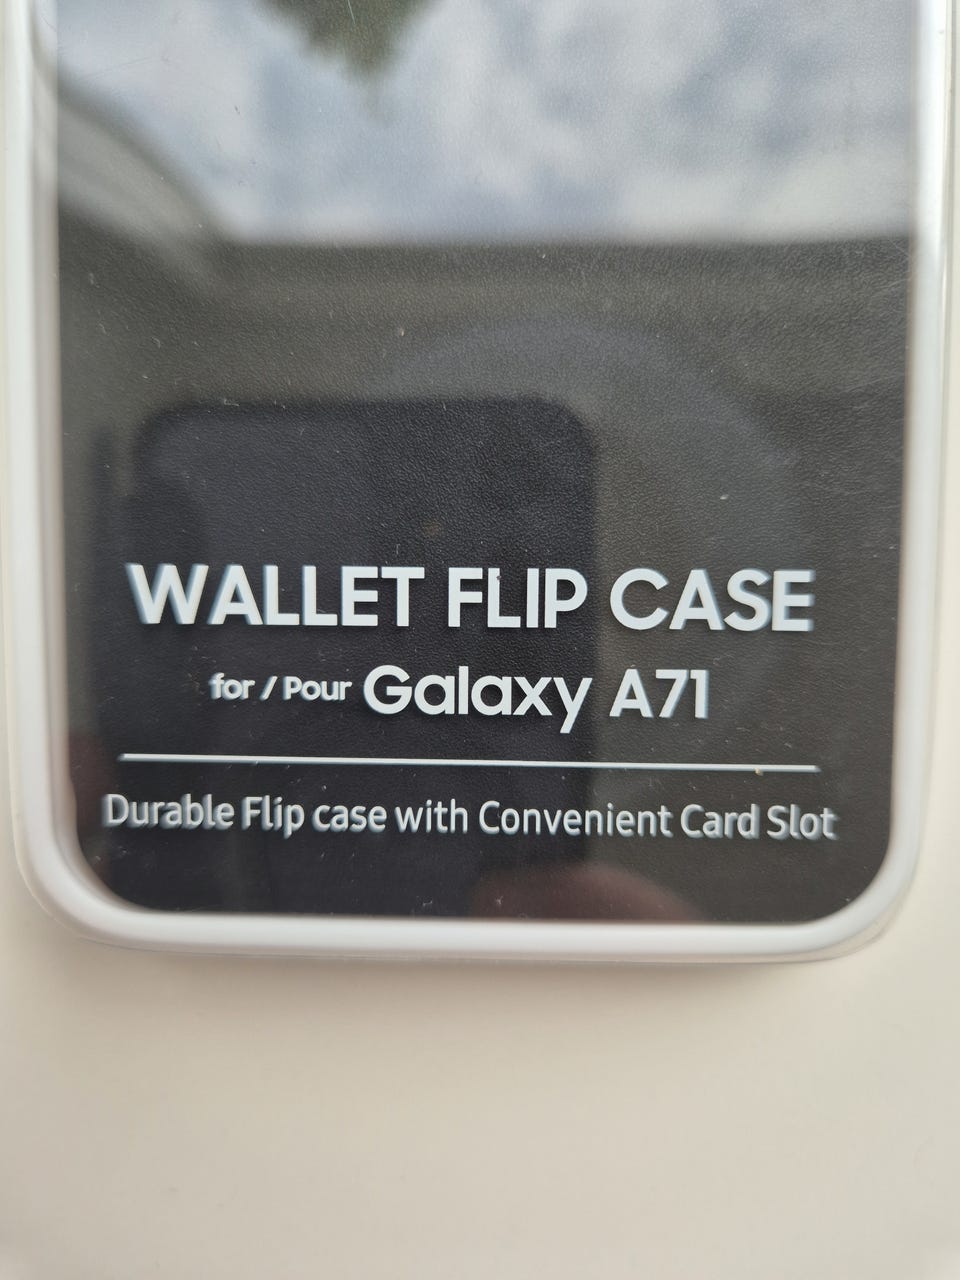 WALLET FLIP CASE
for / Pour Galaxy A71
Durable Flip case with Convenient Card Slot